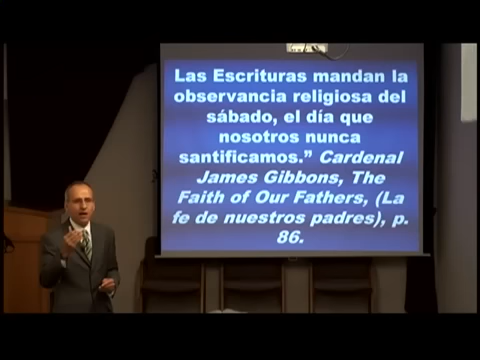 Las Escrituras mandan la
observancia religiosa del
sábado, el día que
nosotros nunca
santificamos.” Cardenal
James Gibbons, The
Faith of Our Fathers, (La
fe de nuestros padres), p.
86.